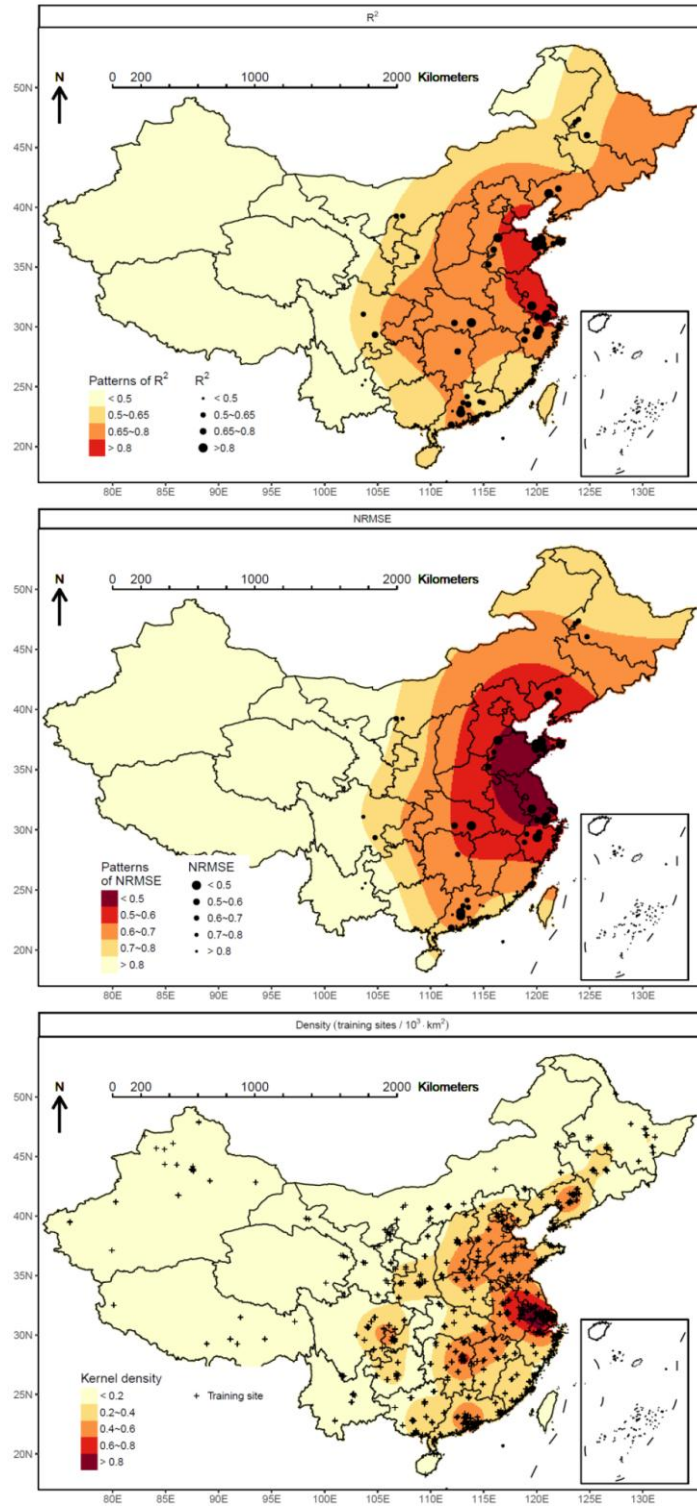 R²
N
0 200 1000 2000 Kilometers
50N
40N
35N
30N
25N
20N
Patterns of R²
< 0.5
0.5~0.65
0.65~0.8
> 0.8
R²
< 0.5
0.5~0.65
0.65~0.8
>0.8
80E 85E 90E 95E 100E 105E 110E 115E 120E 125E 130E
NRMSE
N
0 200 1000 2000 Kilometers
50N
45N
40N
35N
30N
25N
20N
Patterns
of NRMSE
< 0.5
0.5~0.6
0.6~0.7
0.7~0.8
> 0.8
NRMSE
< 0.5
0.5~0.6
0.6~0.7
0.7~0.8
> 0.8
80E 85E 90E 95E 100E 105E 110E 115E 120E 125E 130E
Density (training sites / 10³ · km²)
N
0 200 1000 2000 Kilometers
50N
45N
40N
35N
30N
25N
20N
Kernel density
< 0.2
0.2~0.4
0.4~0.6
0.6~0.8
> 0.8
Training site
80E 85E 90E 95E 100E 105E 110E 115E 120E 125E 130E